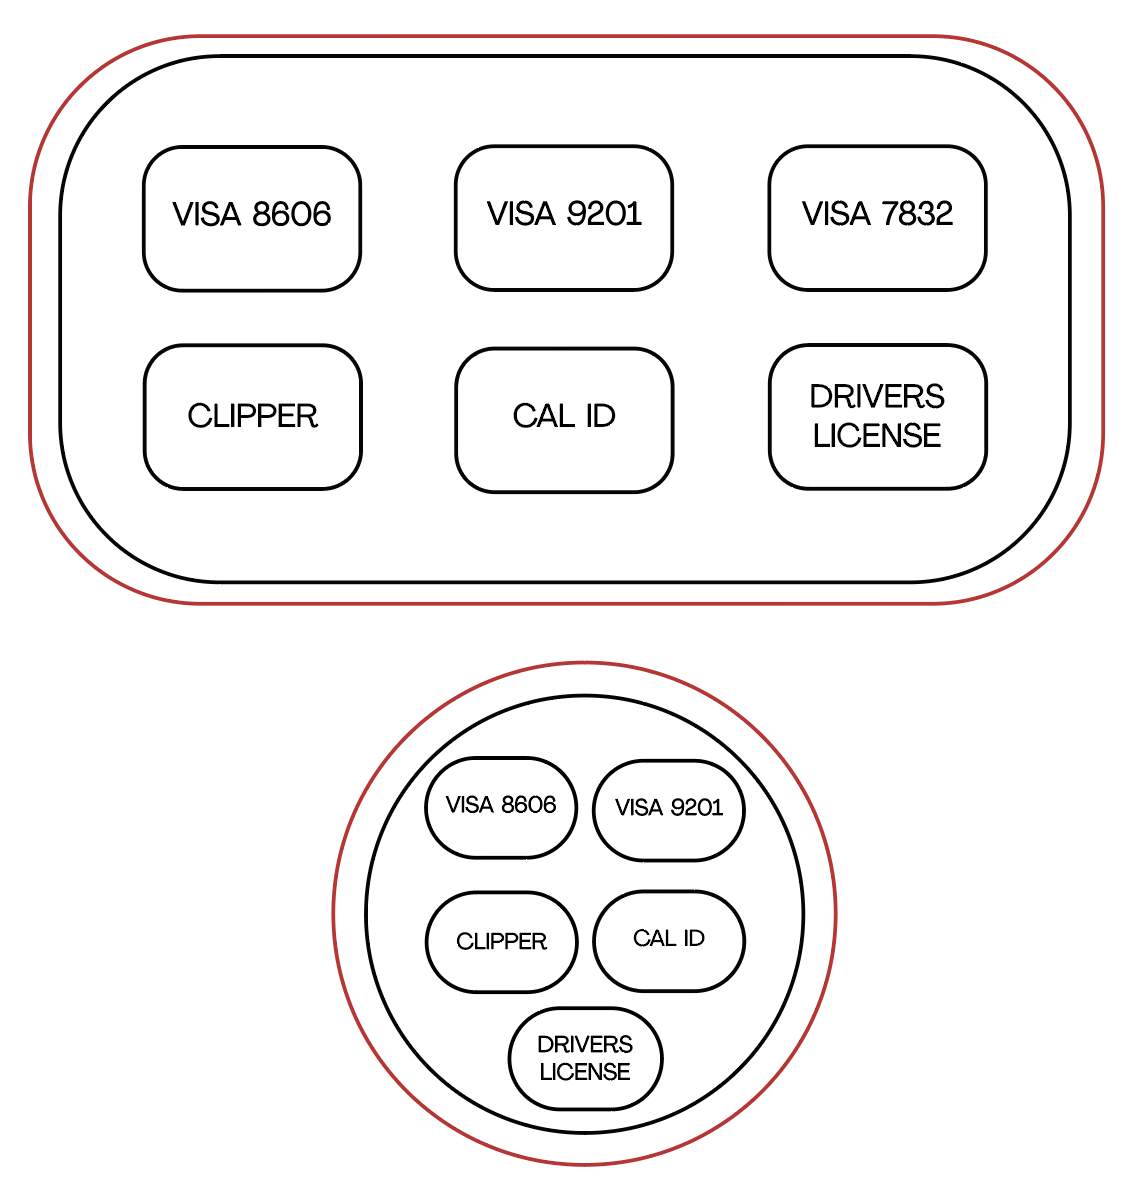 VISA 8606
VISA 9201
VISA 7832
CLIPPER
CAL ID
DRIVERS
LICENSE
VISA 8606
VISA 9201
CLIPPER
CAL ID
DRIVERS
LICENSE